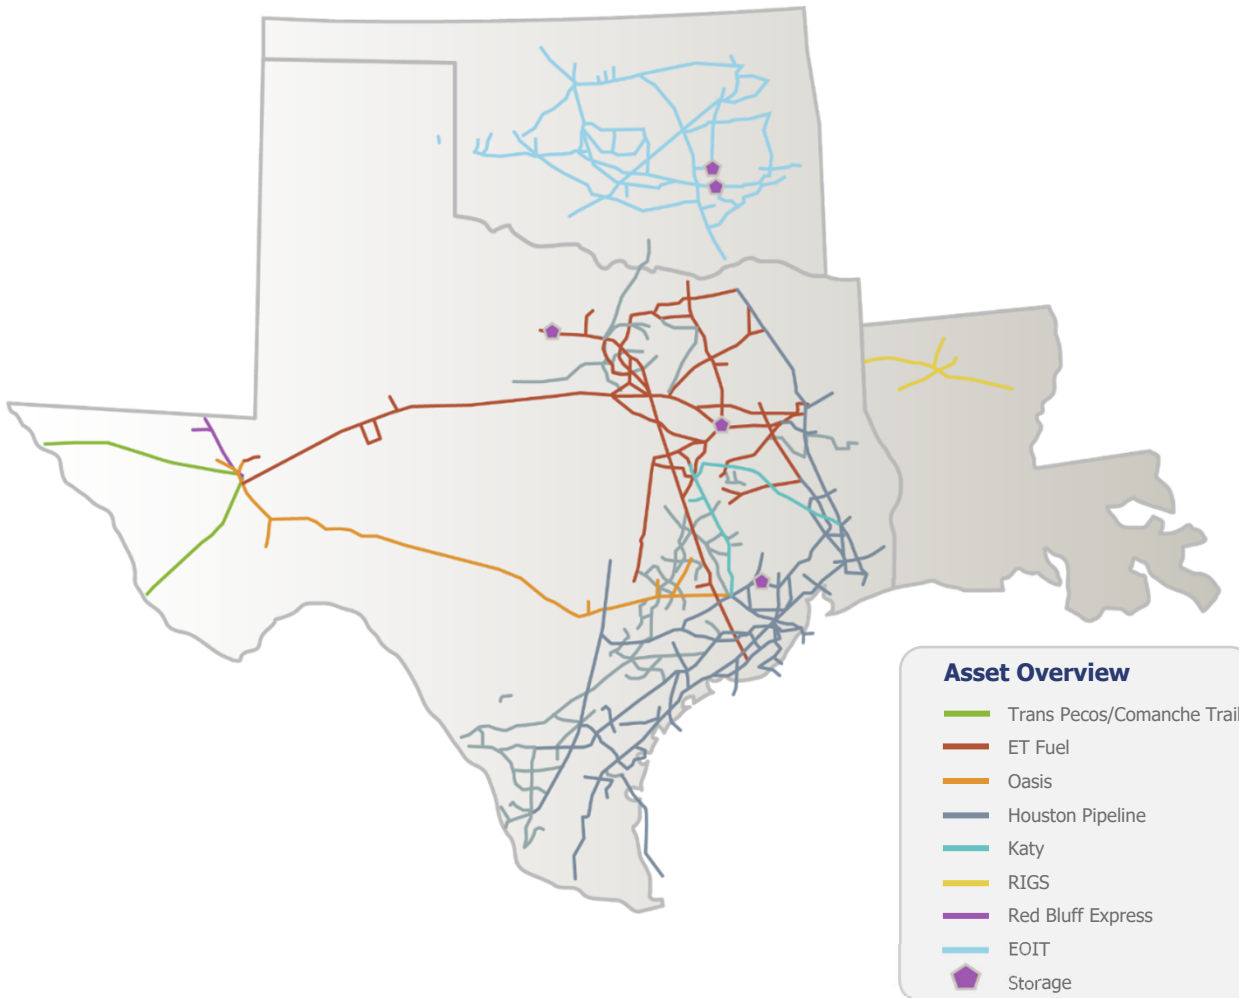 Asset Overview
Trans Pecos/Comanche Trail
ET Fuel
Oasis
Houston Pipeline
Katy
RIGS
Red Bluff Express
EOIT
Storage